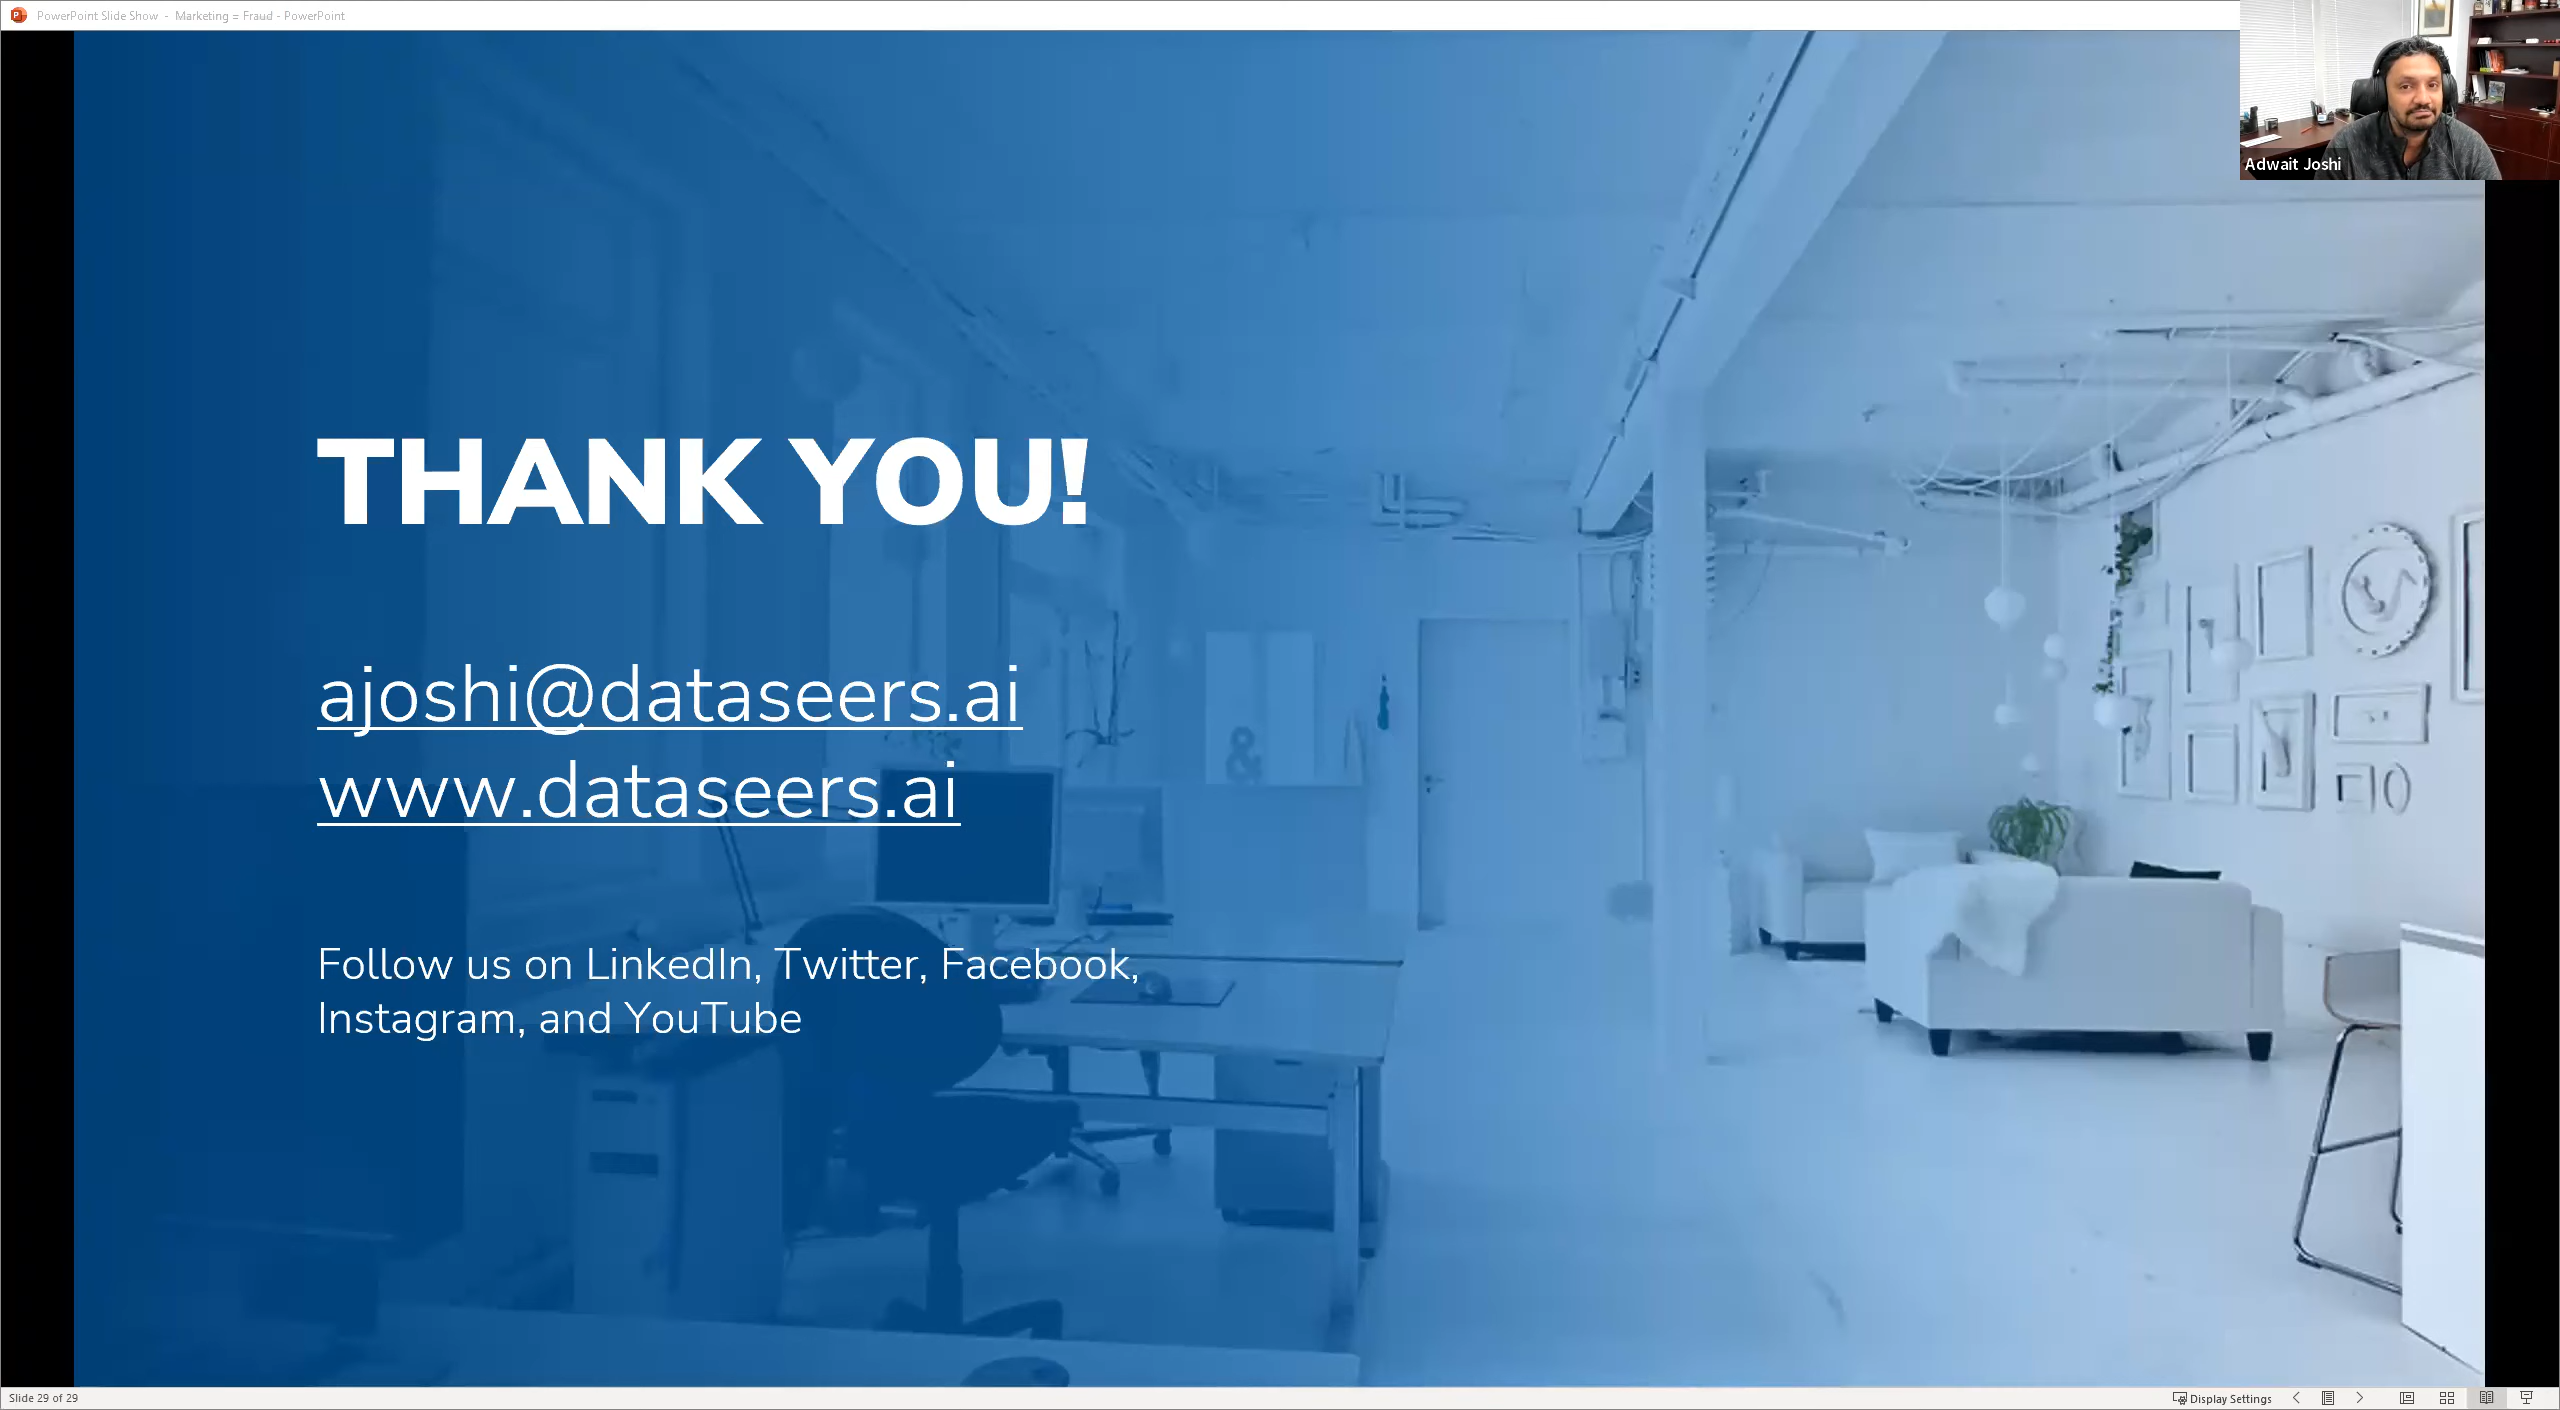 PowerPoint Slide Show - Marketing = Fraud - PowerPoint
Adwait Joshi
THANK YOU!
ajoshi@dataseers.ai
www.dataseers.ai
&
Follow us on LinkedIn, Twitter, Facebook,
Instagram, and YouTube
Slide 29 of 29
Display Settings